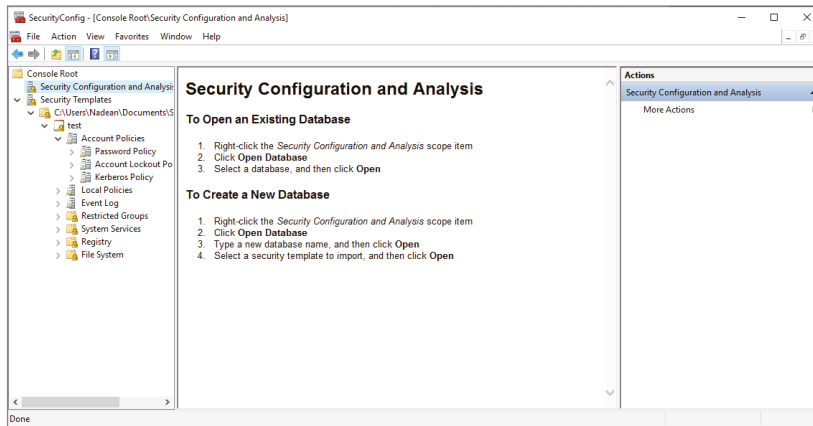 SecurityConfig - [Console Root\Security Configuration and Analysis]
File Action View Favorites Window Help
Console Root
Security Configuration and Analysis
Security Templates
C:\Users\Nadean\Documents\S
test
Account Policies
Password Policy
Account Lockout Po
Kerberos Policy
Local Policies
Event Log
Restricted Groups
System Services
Registry
File System
Security Configuration and Analysis
To Open an Existing Database
1. Right-click the Security Configuration and Analysis scope item
2. Click Open Database
3. Select a database, and then click Open
To Create a New Database
1. Right-click the Security Configuration and Analysis scope item
2. Click Open Database
3. Type a new database name, and then click Open
4. Select a security template to import, and then click Open
Actions
Security Configuration and Analysis
More Actions
Done